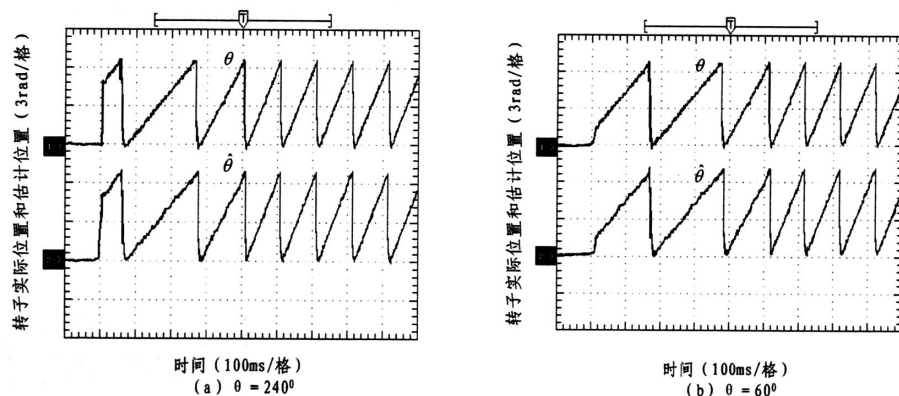 T
转子实际位置和估计位置（3rad/格）
θ
θ̂
时间（100ms/格）
（a）θ=240⁰
T
转子实际位置和估计位置（3rad/格）
θ
θ̂
时间（100ms/格）
（b）θ=60⁰